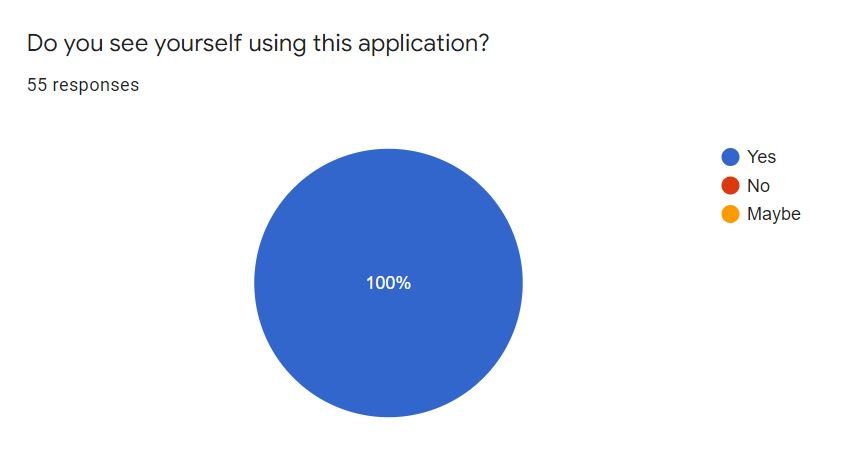 Do you see yourself using this application?
55 responses
100%
Yes
No
Maybe